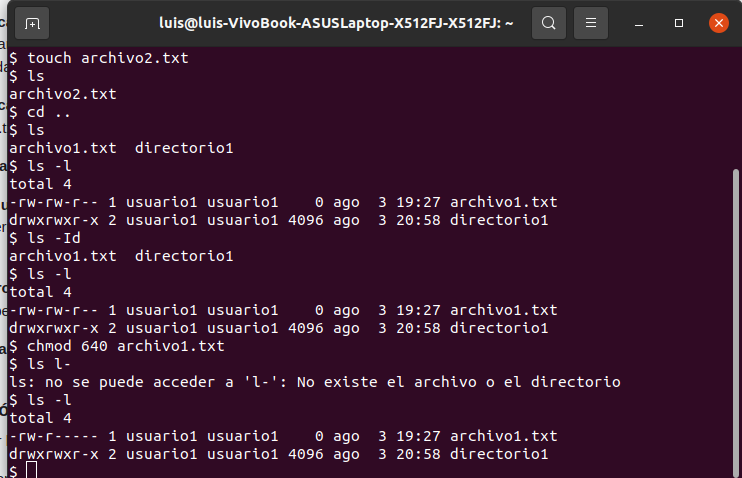 luis@luis-VivoBook-ASUSLaptop-X512FJ-X512FJ: ~
$ touch archivo2.txt
$ ls
archivo2.txt
$ cd ..
$ ls
archivo1.txt  directorio1
$ ls -l
total 4
-rw-rw-r-- 1 usuario1 usuario1    0 ago  3 19:27 archivo1.txt
drwxrwxr-x 2 usuario1 usuario1 4096 ago  3 20:58 directorio1
$ ls -Id
archivo1.txt  directorio1
$ ls -l
total 4
-rw-rw-r-- 1 usuario1 usuario1    0 ago  3 19:27 archivo1.txt
drwxrwxr-x 2 usuario1 usuario1 4096 ago  3 20:58 directorio1
$ chmod 640 archivo1.txt
$ ls l-
ls: no se puede acceder a 'l-': No existe el archivo o el directorio
$ ls -l
total 4
-rw-r----- 1 usuario1 usuario1    0 ago  3 19:27 archivo1.txt
drwxrwxr-x 2 usuario1 usuario1 4096 ago  3 20:58 directorio1
$